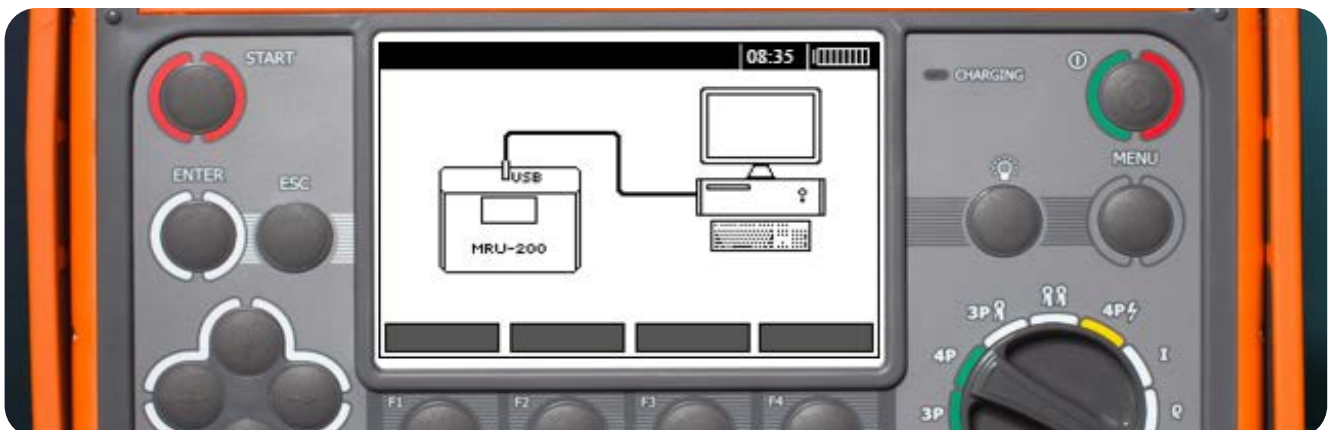 START
08:35
CHARGING
USB
MRU-200
ENTER
ESC
MENU
3P
4P
4P
I
3P
ρ
F1
F2
F3
F4